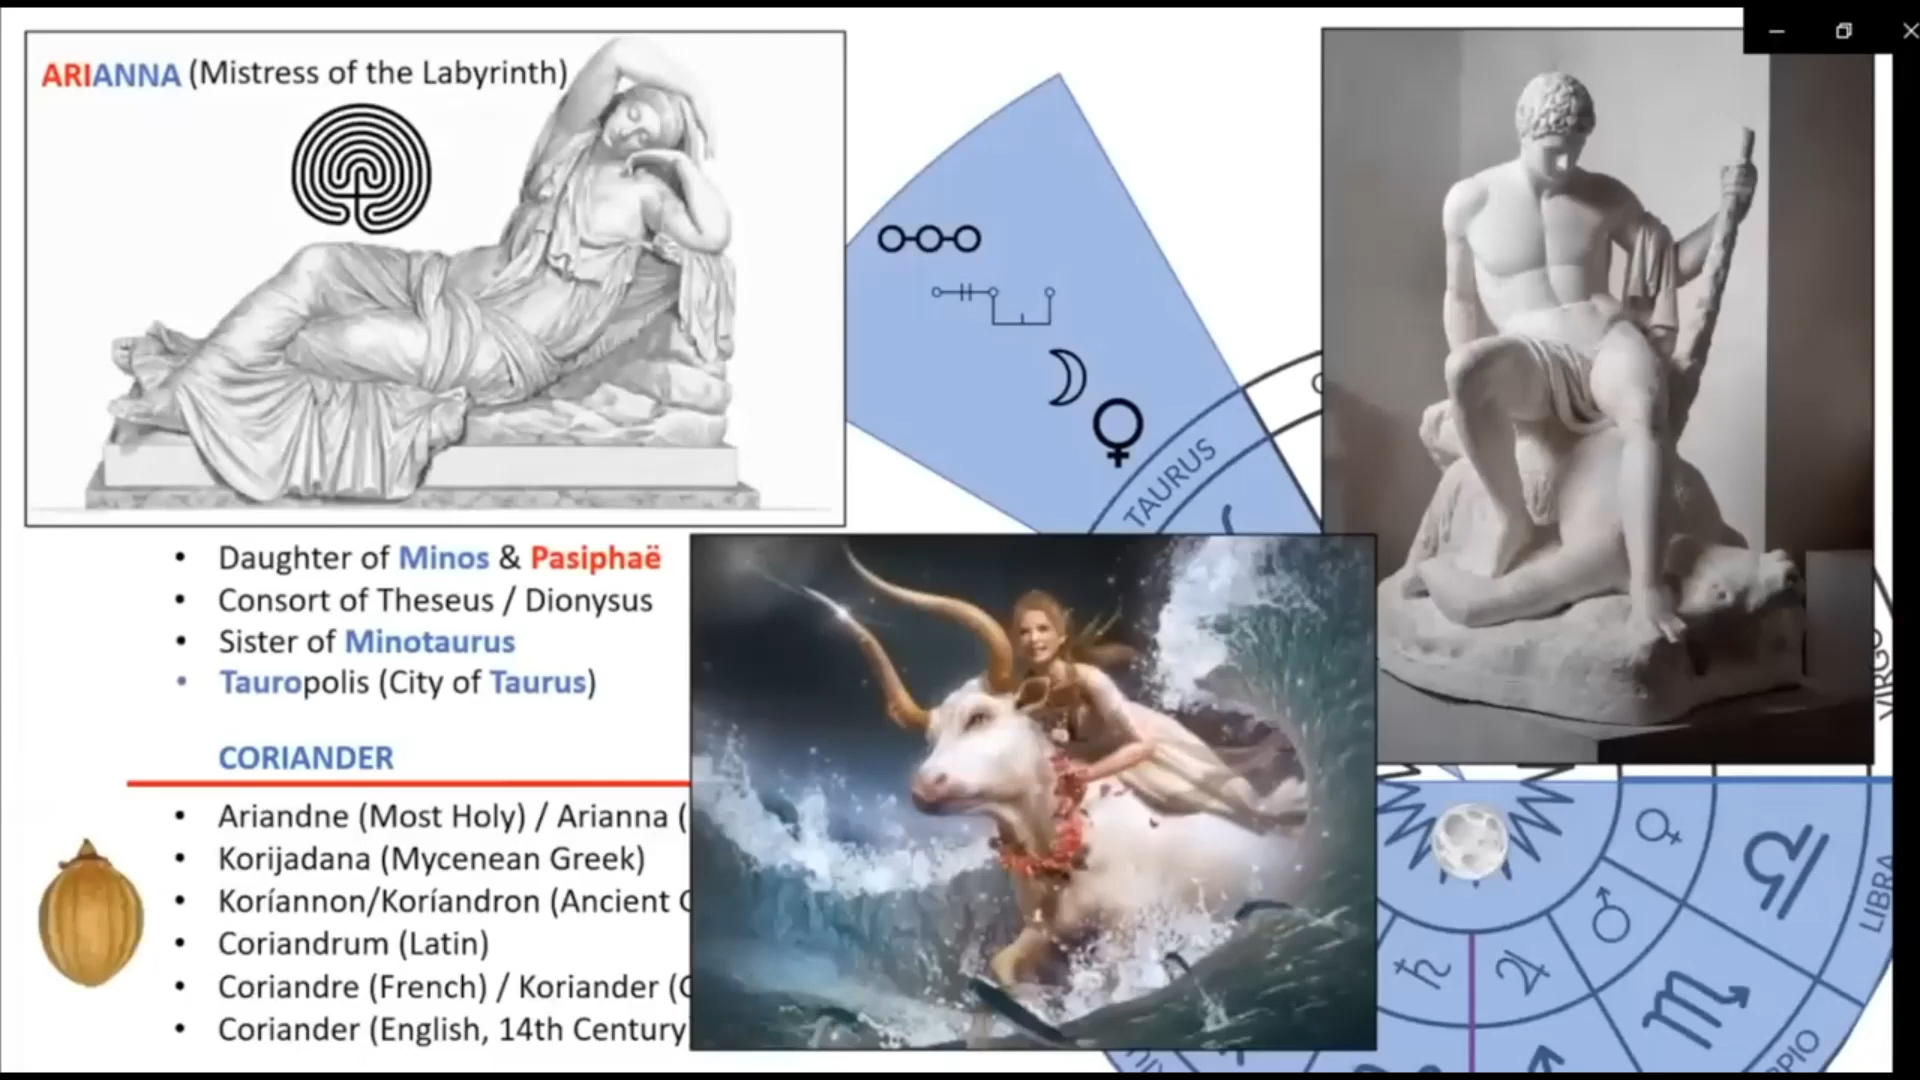 ARIANNA (Mistress of the Labyrinth)
TAURUS
• Daughter of Minos & Pasiphaë
• Consort of Theseus / Dionysus
• Sister of Minotaurus
• Tauropolis (City of Taurus)
CORIANDER
• Ariandne (Most Holy) / Arianna (
• Korijadana (Mycenean Greek)
• Koríannon/Koríandron (Ancient
• Coriandrum (Latin)
• Coriandre (French) / Koriander (
• Coriander (English, 14th Century
VIRGO
LIBRA